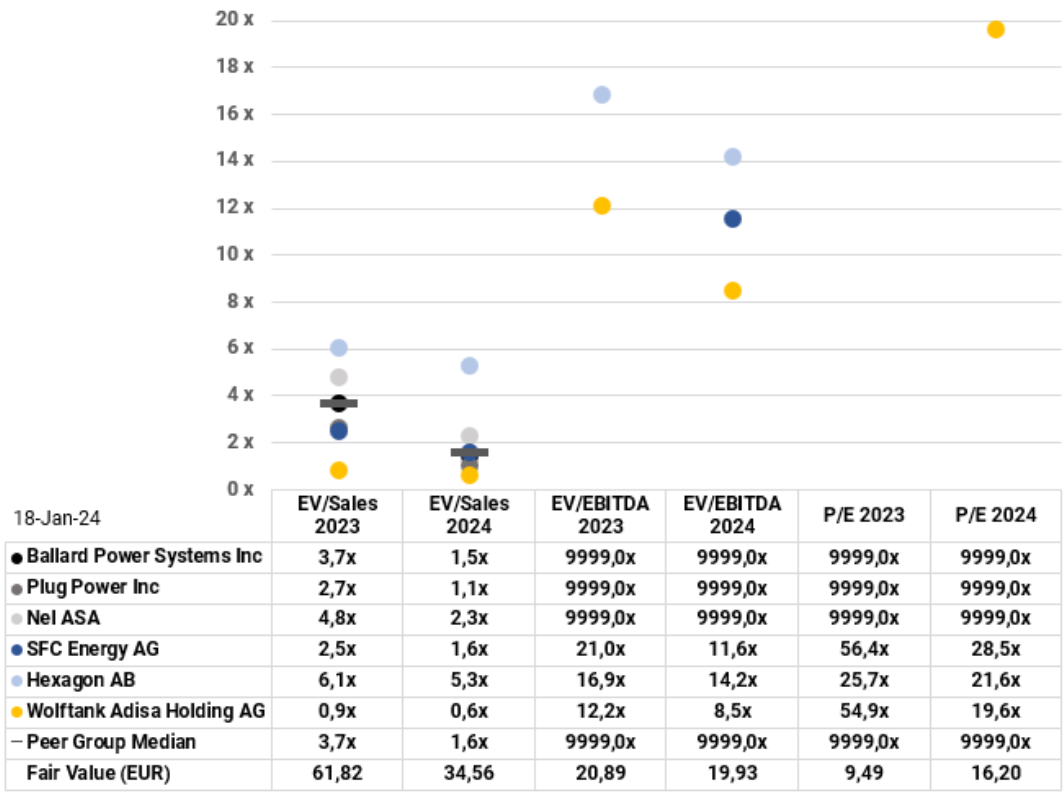 20 x
18 x
16 x
14 x
12 x
10 x
8 x
6 x
4 x
2 x
0 x
18-Jan-24 EV/Sales 2023 EV/Sales 2024 EV/EBITDA 2023 EV/EBITDA 2024 P/E 2023 P/E 2024
Ballard Power Systems Inc 3,7x 1,5x 9999,0x 9999,0x 9999,0x 9999,0x
Plug Power Inc 2,7x 1,1x 9999,0x 9999,0x 9999,0x 9999,0x
Nel ASA 4,8x 2,3x 9999,0x 9999,0x 9999,0x 9999,0x
SFC Energy AG 2,5x 1,6x 21,0x 11,6x 56,4x 28,5x
Hexagon AB 6,1x 5,3x 16,9x 14,2x 25,7x 21,6x
Wolftank Adisa Holding AG 0,9x 0,6x 12,2x 8,5x 54,9x 19,6x
Peer Group Median 3,7x 1,6x 9999,0x 9999,0x 9999,0x 9999,0x
Fair Value (EUR) 61,82 34,56 20,89 19,93 9,49 16,20